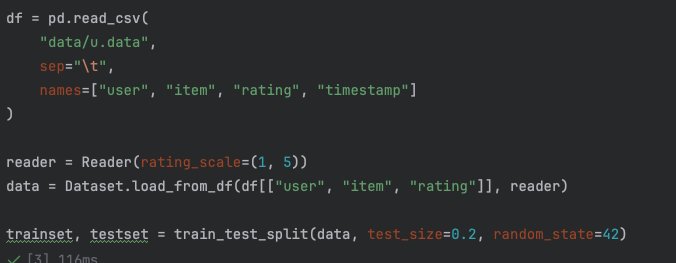 df = pd.read_csv(
    "data/u.data",
    sep="\t",
    names=["user", "item", "rating", "timestamp"]
)

reader = Reader(rating_scale=(1, 5))
data = Dataset.load_from_df(df[["user", "item", "rating"]], reader)

trainset, testset = train_test_split(data, test_size=0.2, random_state=42)
[3] 116ms